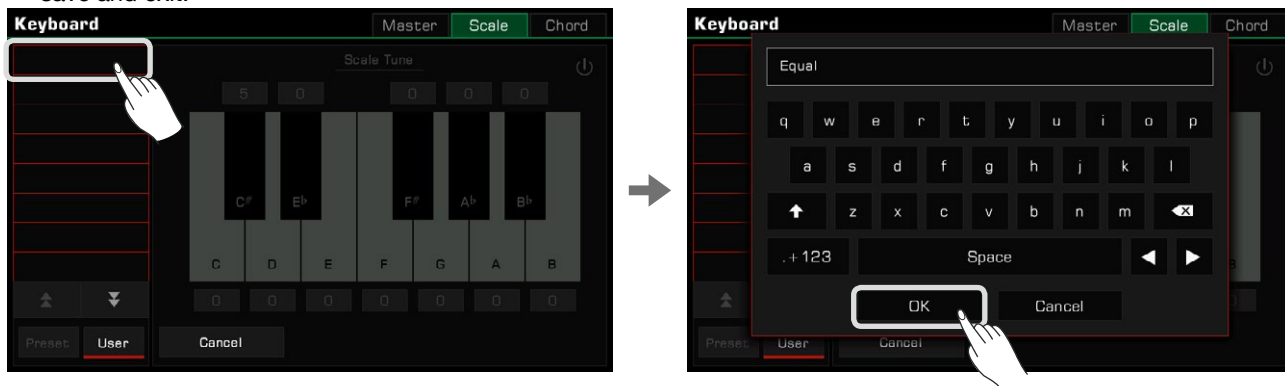 save and exit.
Keyboard Master Scale Chord
Scale Tune
5 0 0 0 0
C# E♭ F# A♭ B♭
C D E F G A B
0 0 0 0 0 0 0
Preset User Cancel
Keyboard Master Scale Chord
Equal
q w e r t y u i o p
a s d f g h j k l
z x c v b n m
.+123 Space
OK Cancel
Preset User Cancel